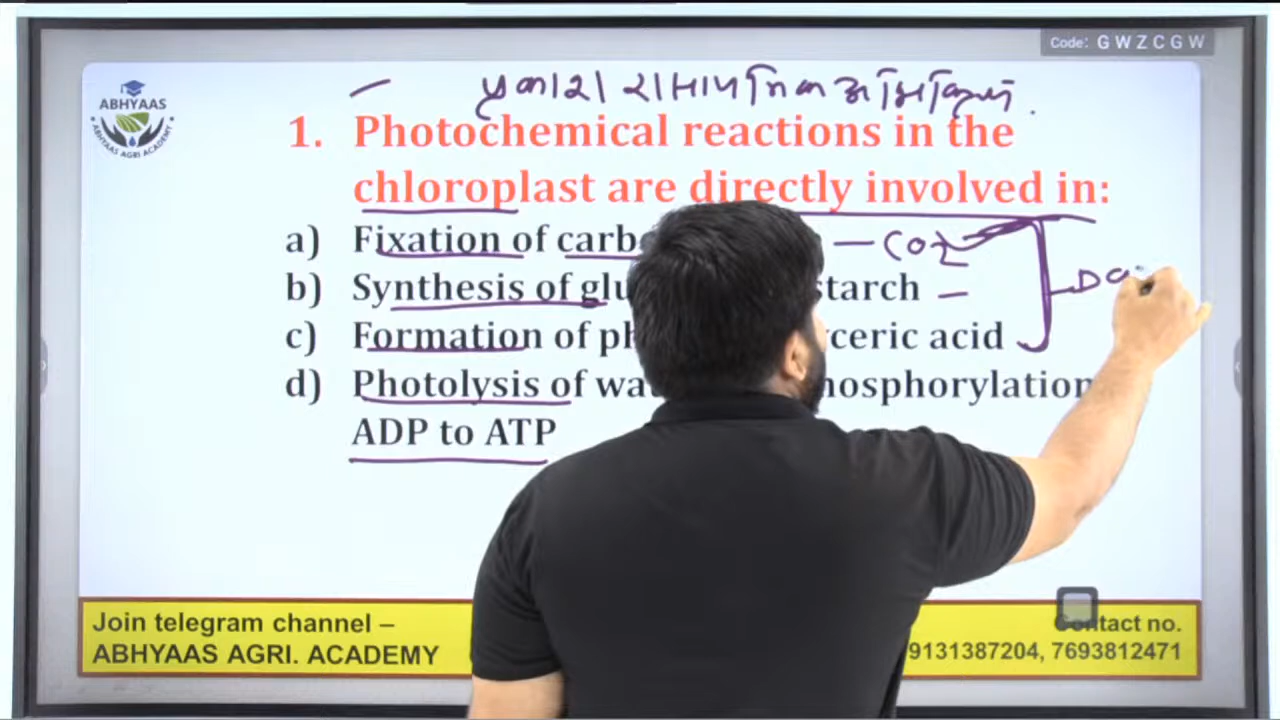 Code: G W Z C G W
प्रकाश रासायनिक अभिक्रिया .
ABHYAAS
ABHYAAS AGRI ACADEMY
1. Photochemical reactions in the
chloroplast are directly involved in:
a) Fixation of carb — CO2
b) Synthesis of glu starch —
c) Formation of ph ceric acid
d) Photolysis of wa hosphorylation
ADP to ATP
Join telegram channel –
ABHYAAS AGRI. ACADEMY
Contact no.
9131387204, 7693812471